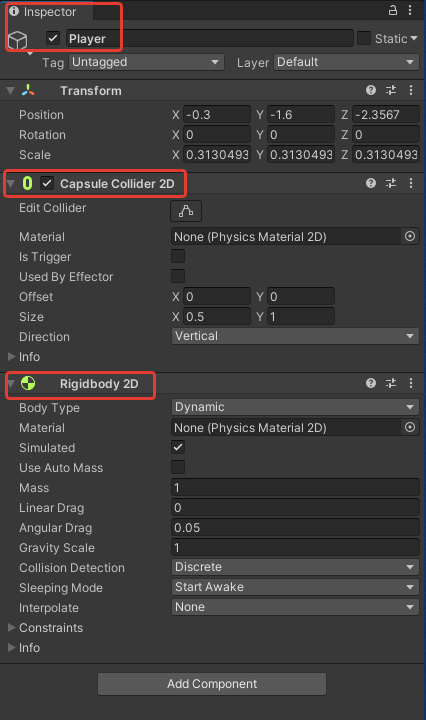 Inspector
Player Static
Tag Untagged Layer Default
Transform
Position X -0.3 Y -1.6 Z -2.3567
Rotation X 0 Y 0 Z 0
Scale X 0.3130493 Y 0.3130493 Z 0.3130493
Capsule Collider 2D
Edit Collider
Material None (Physics Material 2D)
Is Trigger
Used By Effector
Offset X 0 Y 0
Size X 0.5 Y 1
Direction Vertical
Info
Rigidbody 2D
Body Type Dynamic
Material None (Physics Material 2D)
Simulated
Use Auto Mass
Mass 1
Linear Drag 0
Angular Drag 0.05
Gravity Scale 1
Collision Detection Discrete
Sleeping Mode Start Awake
Interpolate None
Constraints
Info
Add Component